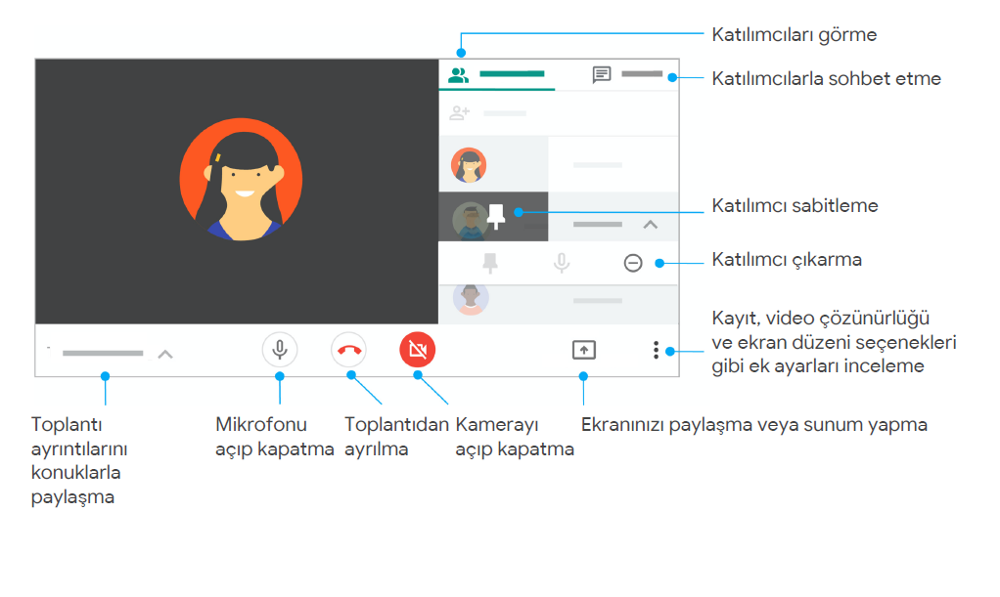 Katılımcıları görme
Katılımcılarla sohbet etme
Katılımcı sabitleme
Katılımcı çıkarma
Kayıt, video çözünürlüğü
ve ekran düzeni seçenekleri
gibi ek ayarları inceleme
Toplantı
ayrıntılarını
konuklarla
paylaşma
Mikrofonu
açıp kapatma
Toplantıdan
ayrılma
Kamerayı
açıp kapatma
Ekranınızı paylaşma veya sunum yapma